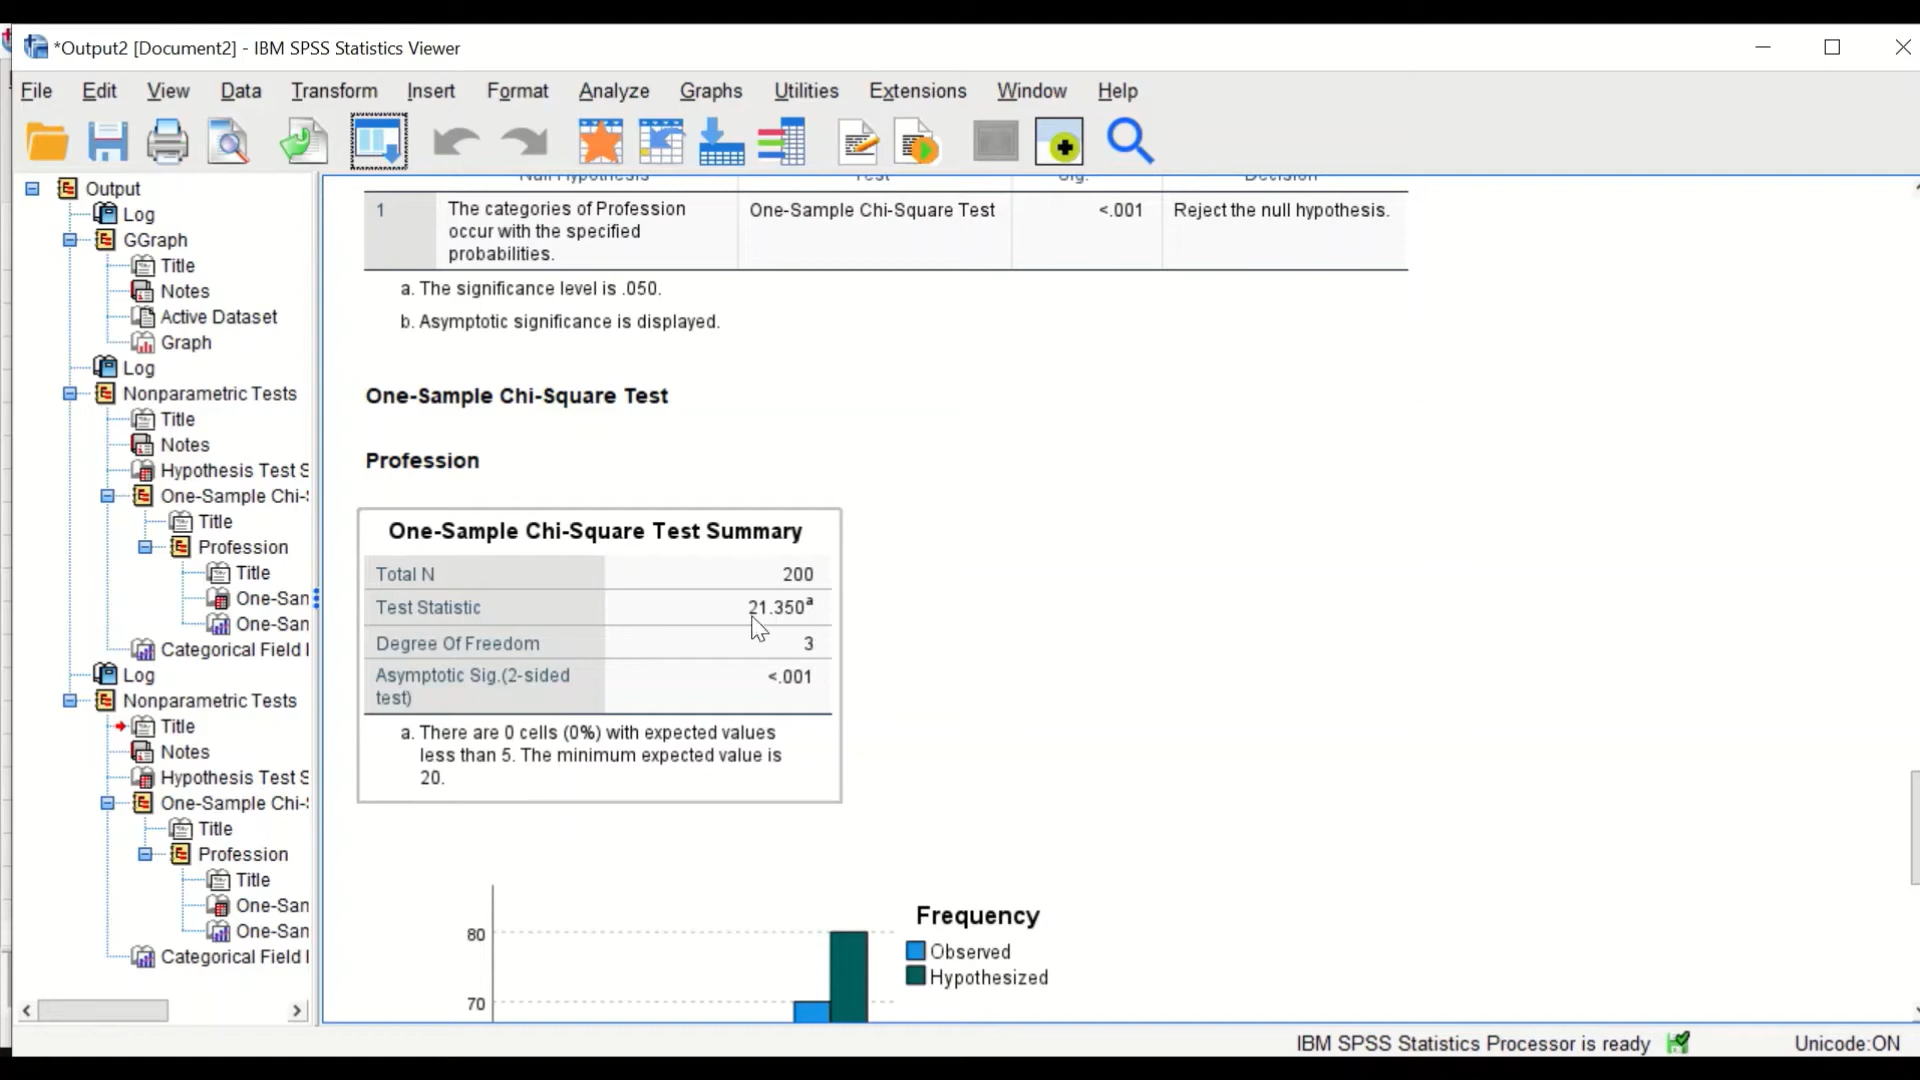 *Output2 [Document2] - IBM SPSS Statistics Viewer
File Edit View Data Transform Insert Format Analyze Graphs Utilities Extensions Window Help
Output
Log
GGraph
Title
Notes
Active Dataset
Graph
Log
Nonparametric Tests
Title
Notes
Hypothesis Test S
One-Sample Chi-
Title
Profession
Title
One-San
One-San
Categorical Field I
Log
Nonparametric Tests
Title
Notes
Hypothesis Test S
One-Sample Chi-
Title
Profession
Title
One-San
One-San
Categorical Field I
Null Hypothesis Test Sig. Decision
1 The categories of Profession One-Sample Chi-Square Test <.001 Reject the null hypothesis.
occur with the specified
probabilities.
a. The significance level is .050.
b. Asymptotic significance is displayed.
One-Sample Chi-Square Test
Profession
One-Sample Chi-Square Test Summary
Total N 200
Test Statistic 21.350a
Degree Of Freedom 3
Asymptotic Sig.(2-sided <.001
test)
a. There are 0 cells (0%) with expected values
less than 5. The minimum expected value is
20.
Frequency
Observed
Hypothesized
80
70
IBM SPSS Statistics Processor is ready Unicode:ON